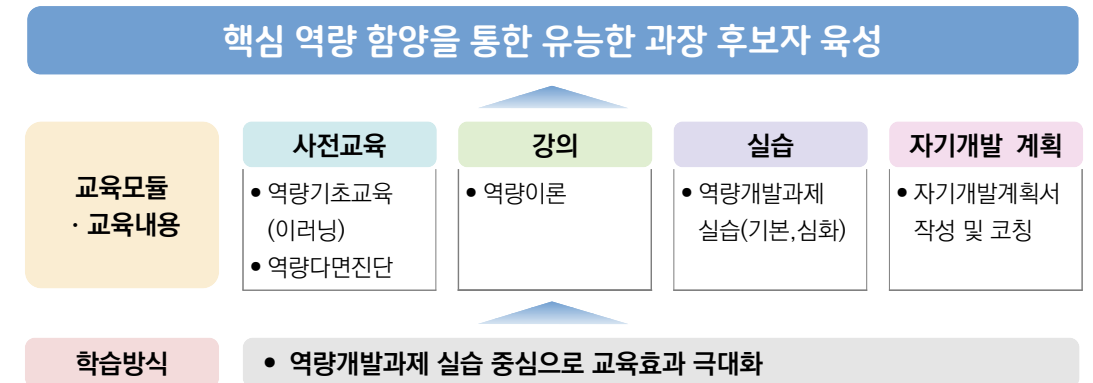 핵심 역량 함양을 통한 유능한 과장 후보자 육성
교육모듈
· 교육내용
사전교육
• 역량기초교육
(이러닝)
• 역량다면진단
강의
• 역량이론
실습
• 역량개발과제
실습(기본,심화)
자기개발 계획
• 자기개발계획서
작성 및 코칭
학습방식
• 역량개발과제 실습 중심으로 교육효과 극대화